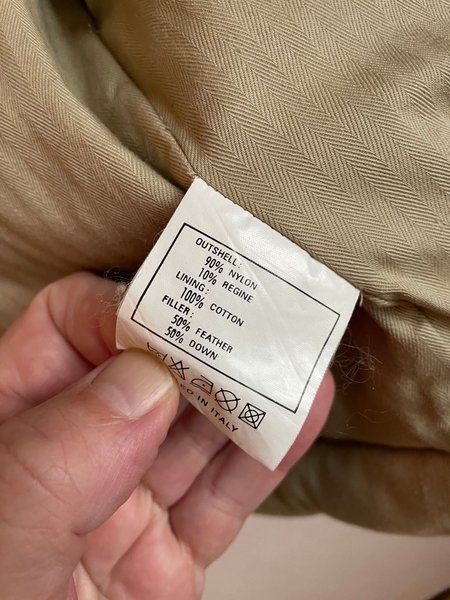 OUTSHELL:
90% NYLON
10% REGINE
LINING:
100% COTTON
FILLER:
50% FEATHER
50% DOWN
IN ITALY